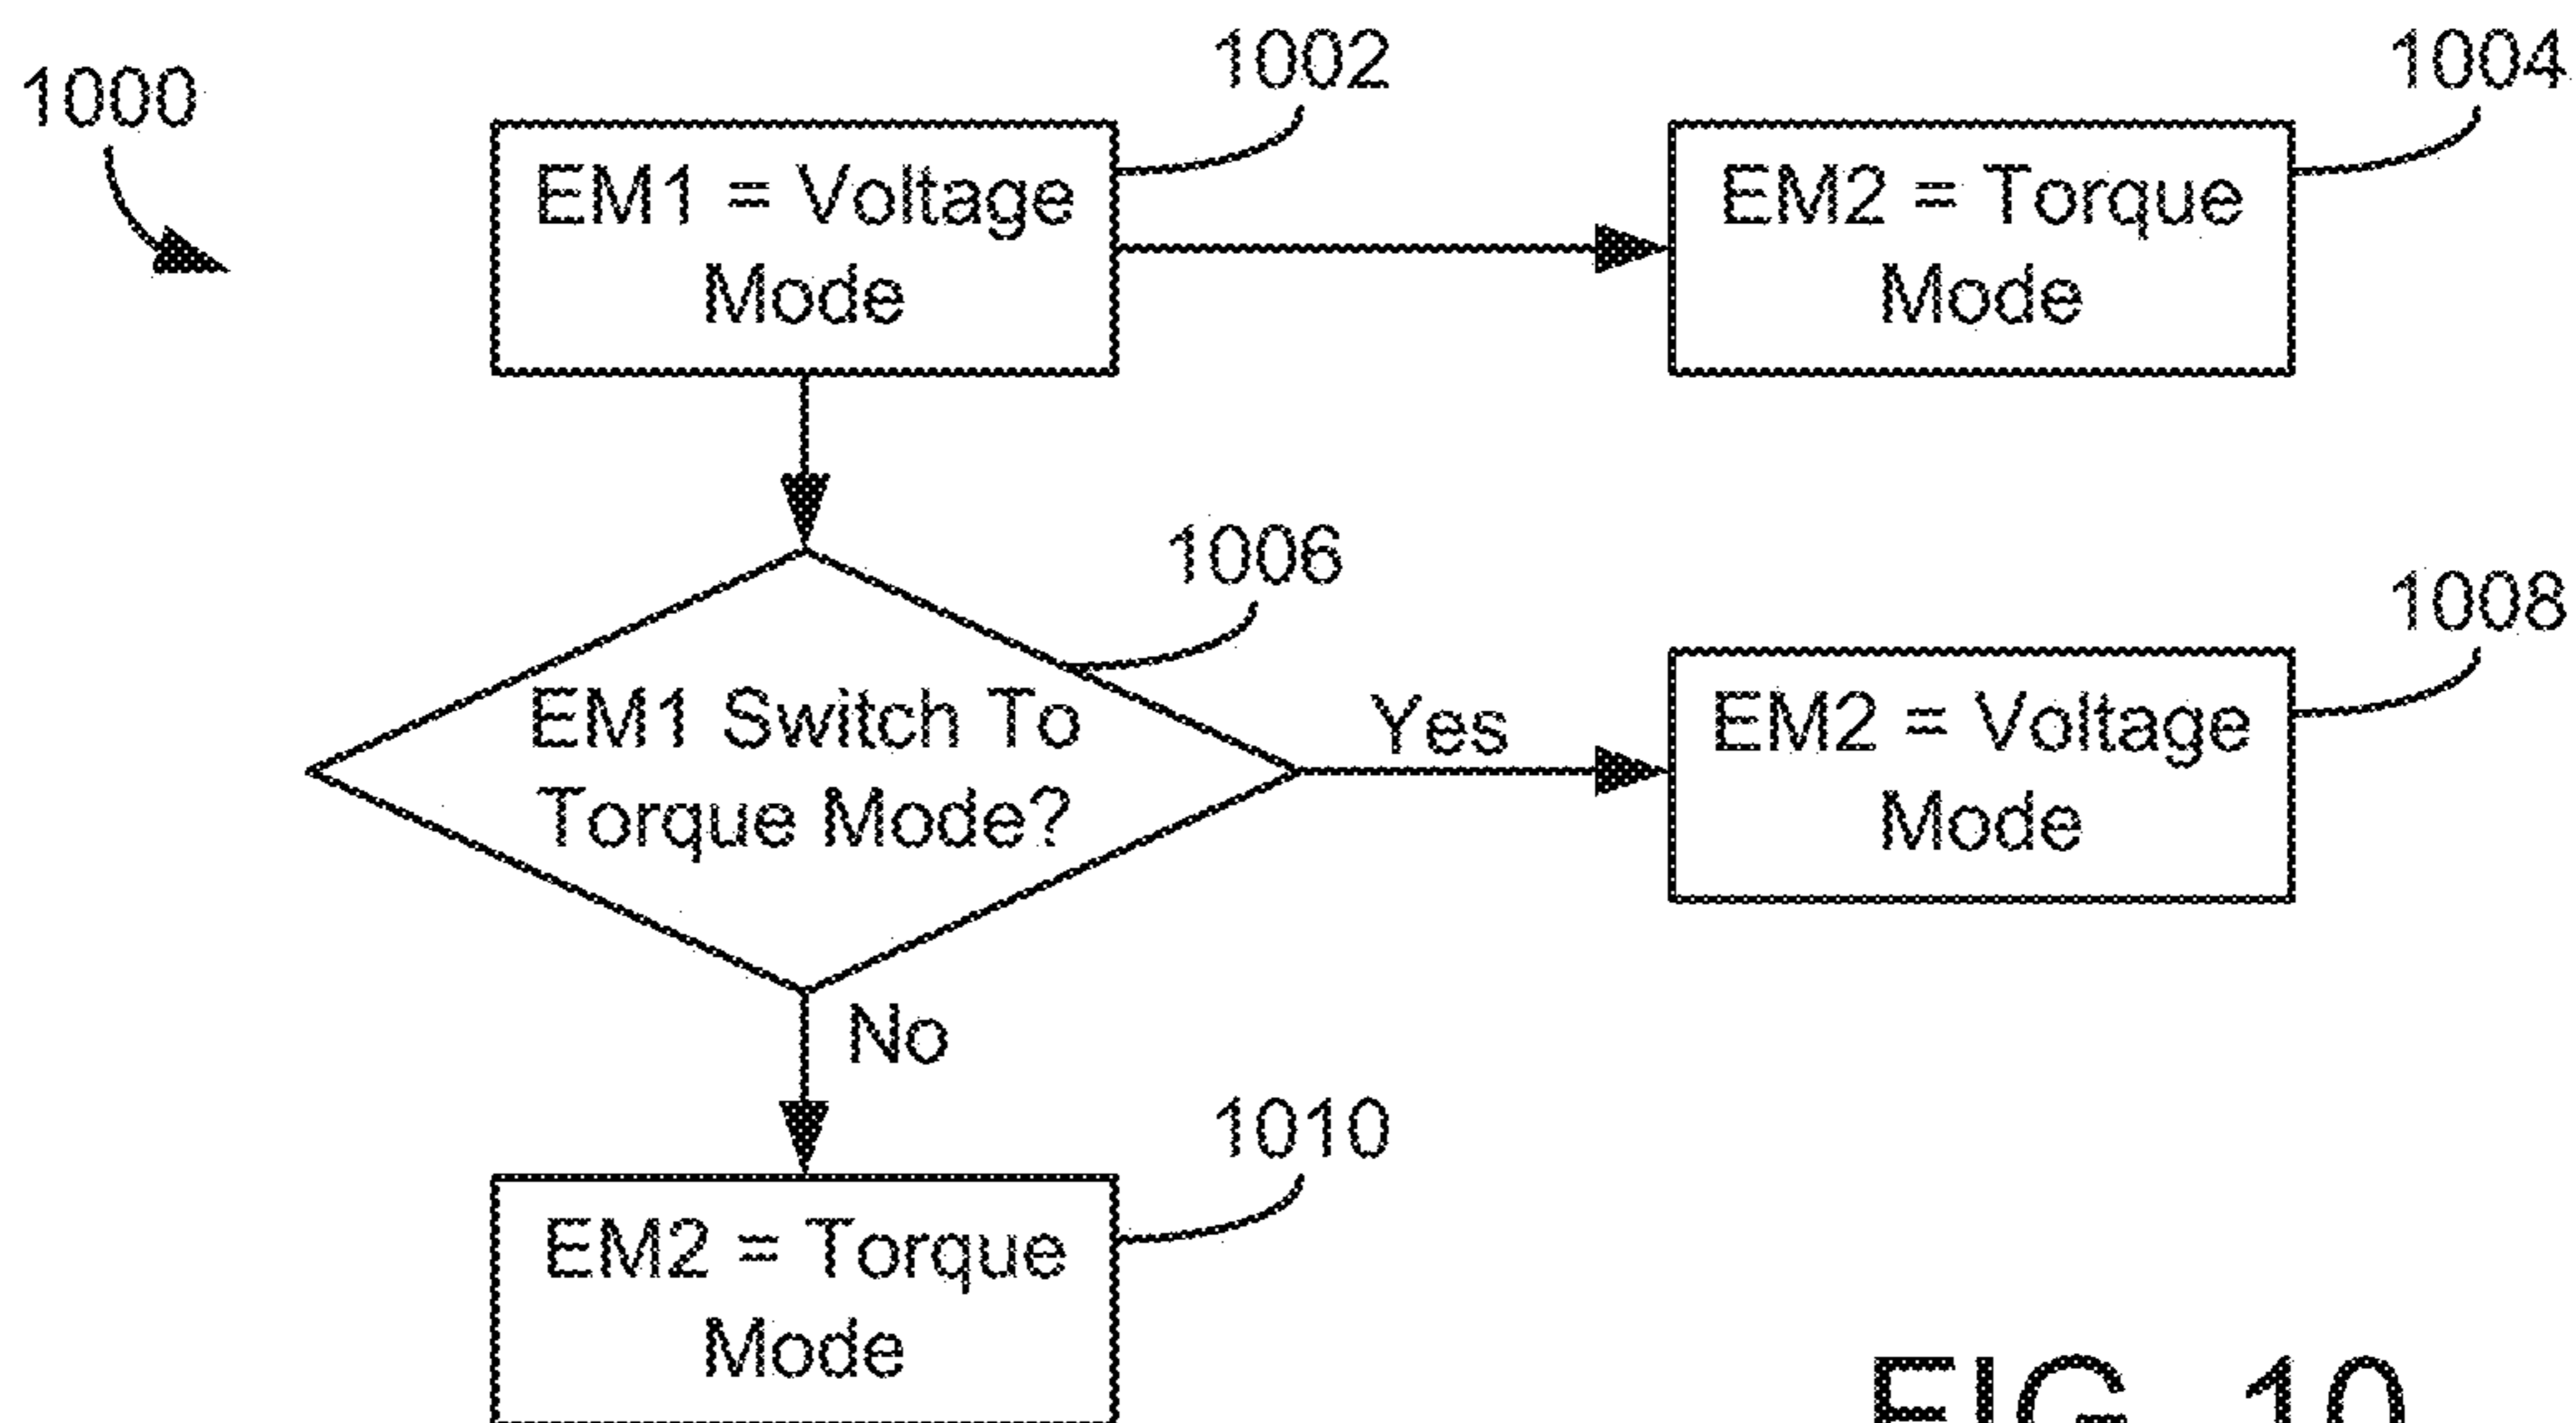 1000
1002
1004
EM1 = Voltage
Mode
EM2 = Torque
Mode
1006
1008
EM1 Switch To
Torque Mode?
Yes
EM2 = Voltage
Mode
No
1010
EM2 = Torque
Mode
FIG. 10